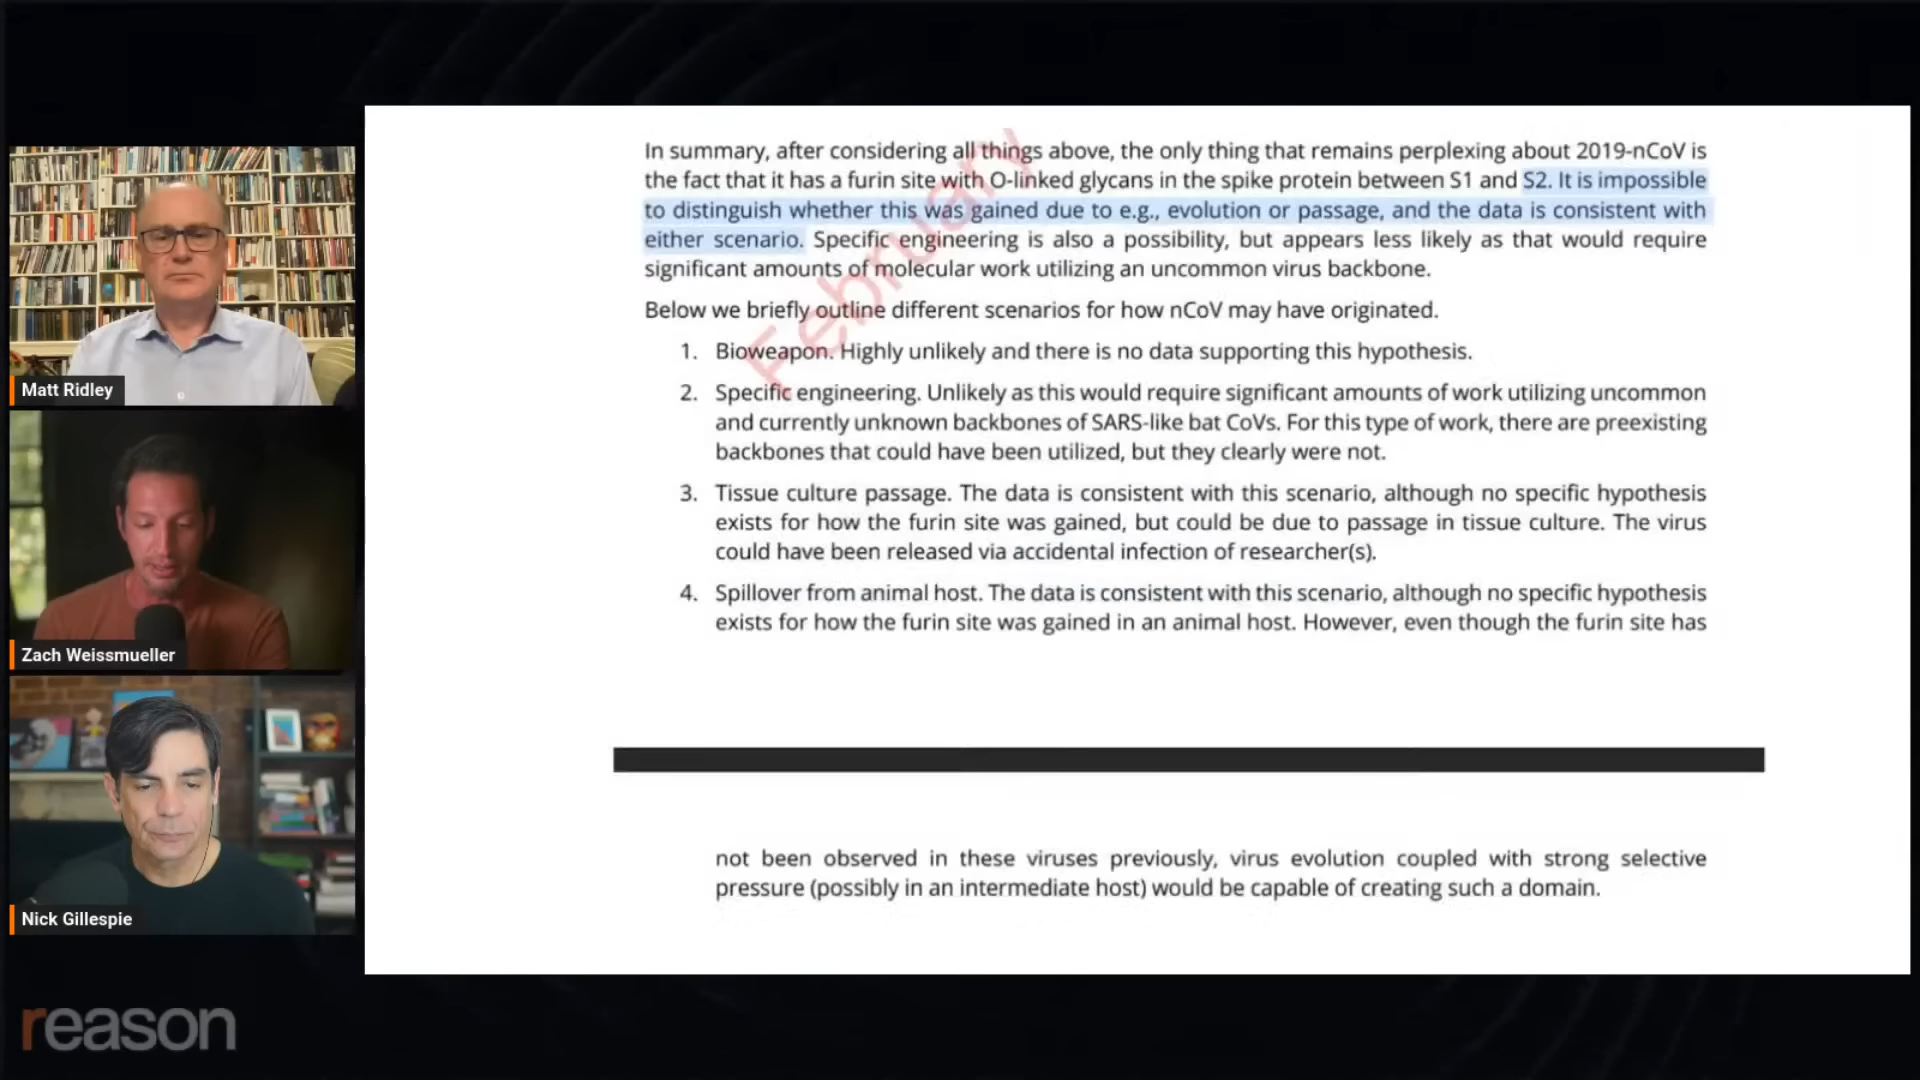 Matt Ridley
Zach Weissmueller
Nick Gillespie
reason
February
In summary, after considering all things above, the only thing that remains perplexing about 2019-nCoV is
the fact that it has a furin site with O-linked glycans in the spike protein between S1 and S2. It is impossible
to distinguish whether this was gained due to e.g., evolution or passage, and the data is consistent with
either scenario. Specific engineering is also a possibility, but appears less likely as that would require
significant amounts of molecular work utilizing an uncommon virus backbone.
Below we briefly outline different scenarios for how nCoV may have originated.
1. Bioweapon. Highly unlikely and there is no data supporting this hypothesis.
2. Specific engineering. Unlikely as this would require significant amounts of work utilizing uncommon
and currently unknown backbones of SARS-like bat CoVs. For this type of work, there are preexisting
backbones that could have been utilized, but they clearly were not.
3. Tissue culture passage. The data is consistent with this scenario, although no specific hypothesis
exists for how the furin site was gained, but could be due to passage in tissue culture. The virus
could have been released via accidental infection of researcher(s).
4. Spillover from animal host. The data is consistent with this scenario, although no specific hypothesis
exists for how the furin site was gained in an animal host. However, even though the furin site has
not been observed in these viruses previously, virus evolution coupled with strong selective
pressure (possibly in an intermediate host) would be capable of creating such a domain.